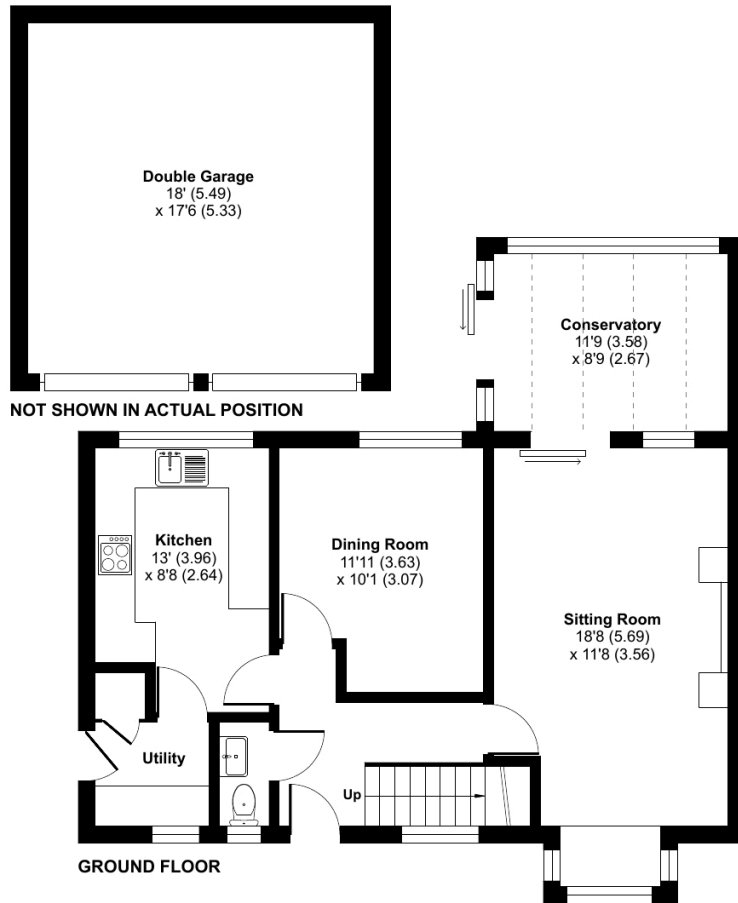 Double Garage
18' (5.49)
x 17'6 (5.33)
NOT SHOWN IN ACTUAL POSITION
Conservatory
11'9 (3.58)
x 8'9 (2.67)
Kitchen
13' (3.96)
x 8'8 (2.64)
Dining Room
11'11 (3.63)
x 10'1 (3.07)
Sitting Room
18'8 (5.69)
x 11'8 (3.56)
Utility
Up
GROUND FLOOR